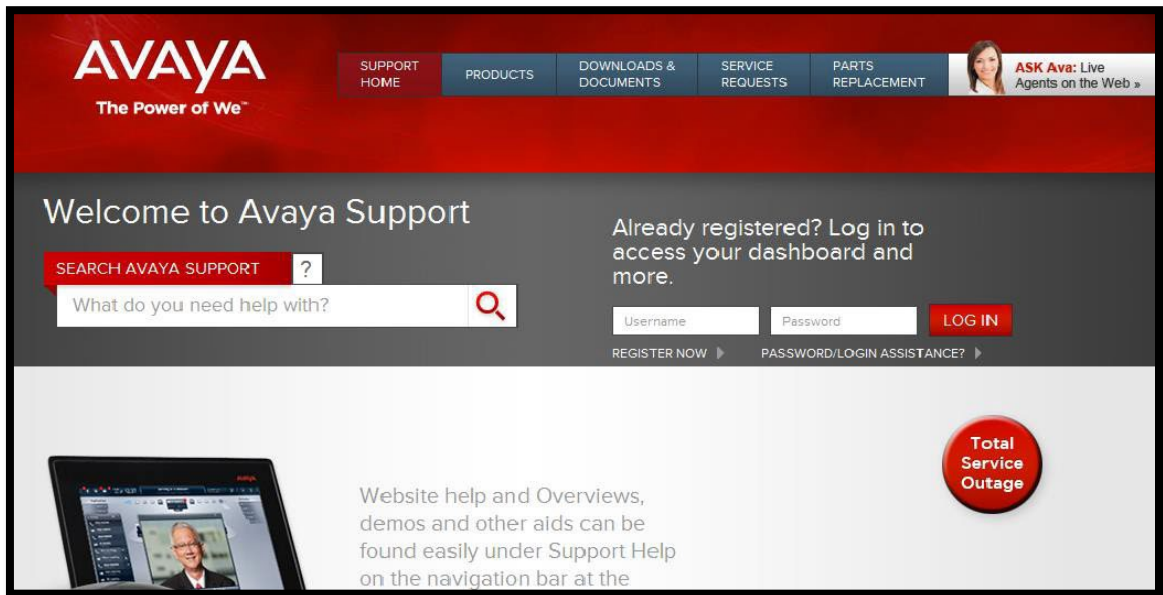 AVAYA
The Power of We™
SUPPORT
HOME
PRODUCTS
DOWNLOADS &
DOCUMENTS
SERVICE
REQUESTS
PARTS
REPLACEMENT
ASK Ava: Live
Agents on the Web »
Welcome to Avaya Support
SEARCH AVAYA SUPPORT ?
What do you need help with?
Already registered? Log in to
access your dashboard and
more.
Username Password LOG IN
REGISTER NOW PASSWORD/LOGIN ASSISTANCE?
Total
Service
Outage
Website help and Overviews,
demos and other aids can be
found easily under Support Help
on the navigation bar at the